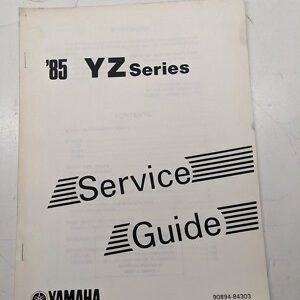 '85 YZ Series
Service
Guide
YAMAHA
90894-84303